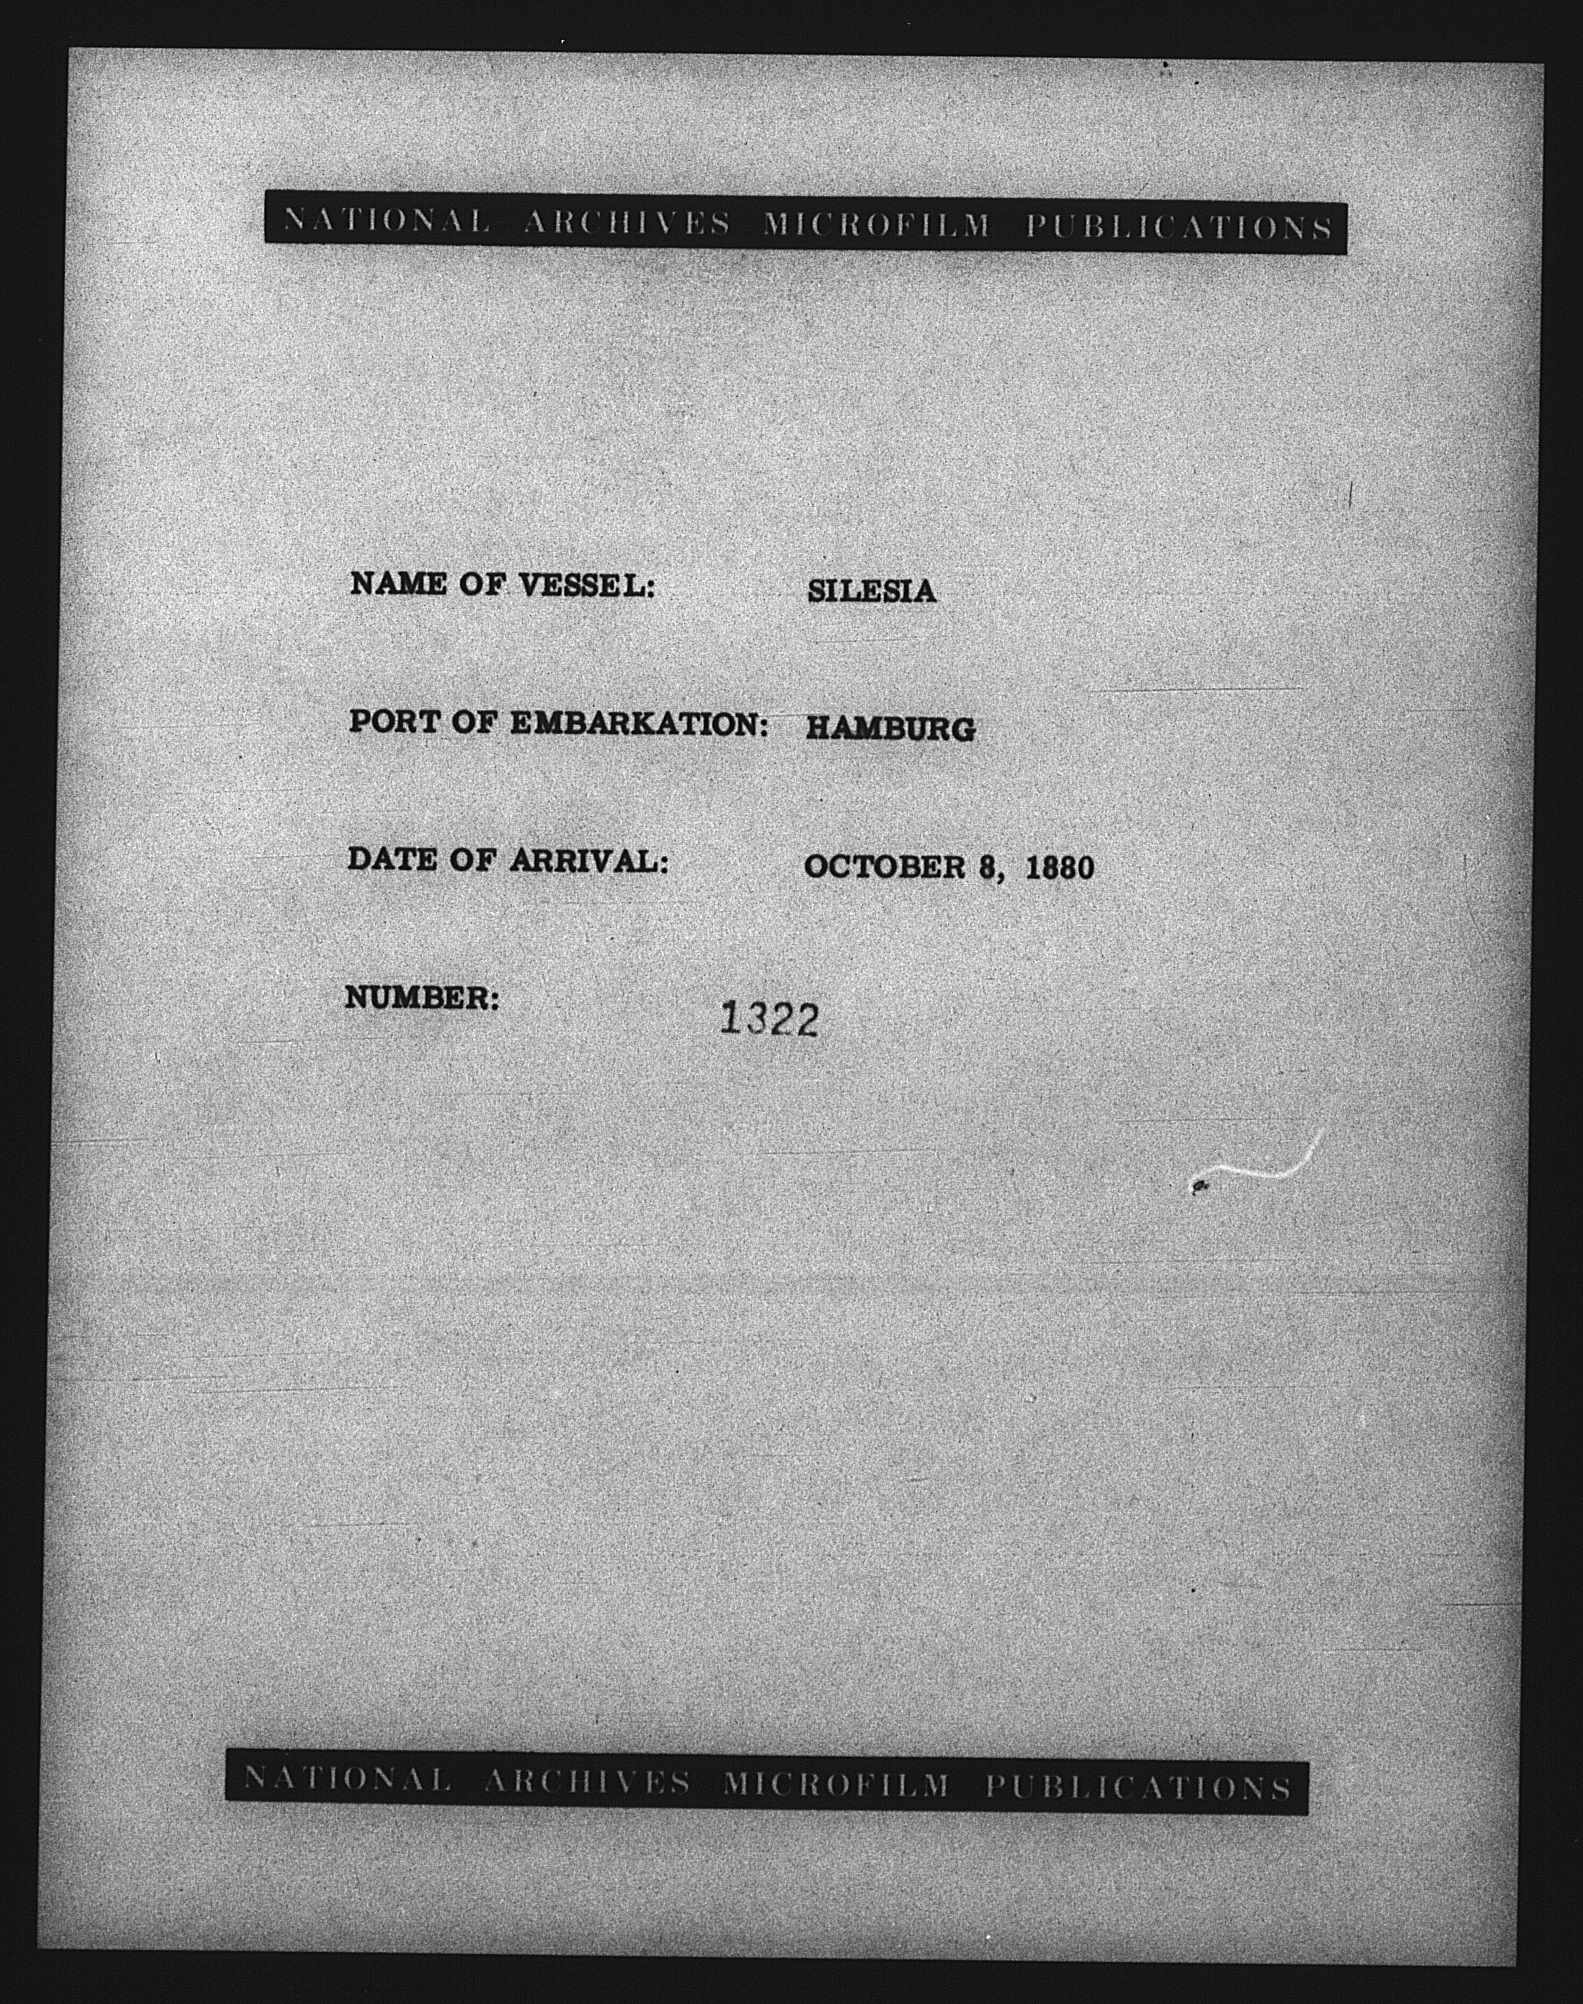 NATIONAL ARCHIVES MICROFILM PUBLICATIONS
NAME OF VESSEL: SILESIA
PORT OF EMBARKATION: HAMBURG
DATE OF ARRIVAL: OCTOBER 8, 1880
NUMBER: 1322
NATIONAL ARCHIVES MICROFILM PUBLICATIONS